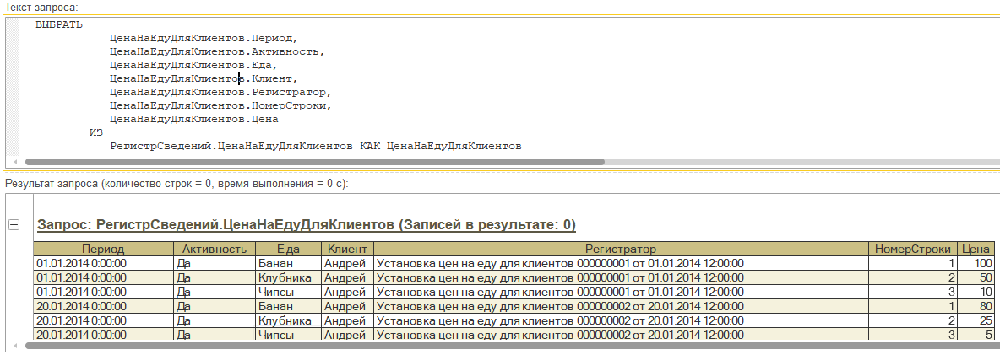 Текст запроса:
ВЫБРАТЬ
ЦенаНаЕдуДляКлиентов.Период,
ЦенаНаЕдуДляКлиентов.Активность,
ЦенаНаЕдуДляКлиентов.Еда,
ЦенаНаЕдуДляКлиентов.Клиент,
ЦенаНаЕдуДляКлиентов.Регистратор,
ЦенаНаЕдуДляКлиентов.НомерСтроки,
ЦенаНаЕдуДляКлиентов.Цена
ИЗ
РегистрСведений.ЦенаНаЕдуДляКлиентов КАК ЦенаНаЕдуДляКлиентов
Результат запроса (количество строк = 0, время выполнения = 0 с):
Запрос: РегистрСведений.ЦенаНаЕдуДляКлиентов (Записей в результате: 0)
Период Активность Еда Клиент Регистратор НомерСтроки Цена
01.01.2014 0:00:00 Да Банан Андрей Установка цен на еду для клиентов 000000001 от 01.01.2014 12:00:00 1 100
01.01.2014 0:00:00 Да Клубника Андрей Установка цен на еду для клиентов 000000001 от 01.01.2014 12:00:00 2 50
01.01.2014 0:00:00 Да Чипсы Андрей Установка цен на еду для клиентов 000000001 от 01.01.2014 12:00:00 3 10
20.01.2014 0:00:00 Да Банан Андрей Установка цен на еду для клиентов 000000002 от 20.01.2014 12:00:00 1 80
20.01.2014 0:00:00 Да Клубника Андрей Установка цен на еду для клиентов 000000002 от 20.01.2014 12:00:00 2 25
20.01.2014 0:00:00 Да Чипсы Андрей Установка цен на еду для клиентов 000000002 от 20.01.2014 12:00:00 3 5